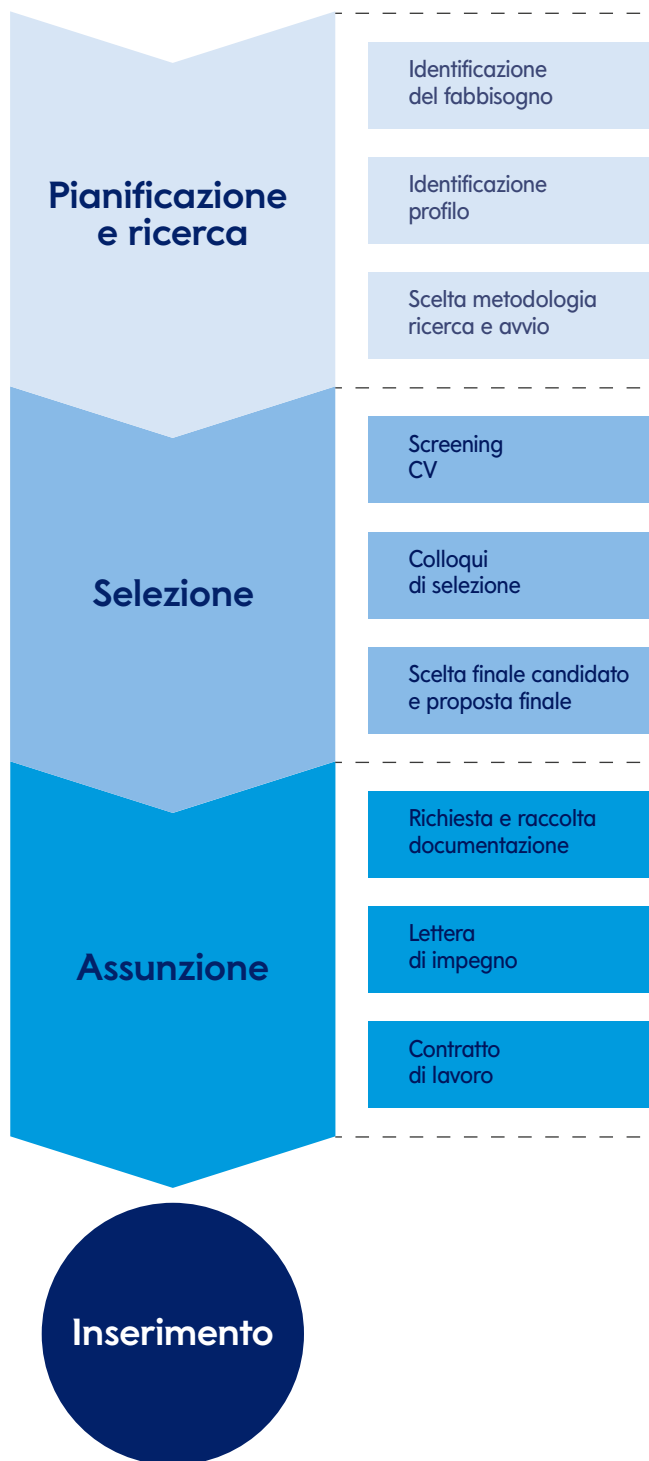 Pianificazione
e ricerca
Identificazione
del fabbisogno
Identificazione
profilo
Scelta metodologia
ricerca e avvio
Selezione
Screening
CV
Colloqui
di selezione
Scelta finale candidato
e proposta finale
Assunzione
Richiesta e raccolta
documentazione
Lettera
di impegno
Contratto
di lavoro
Inserimento